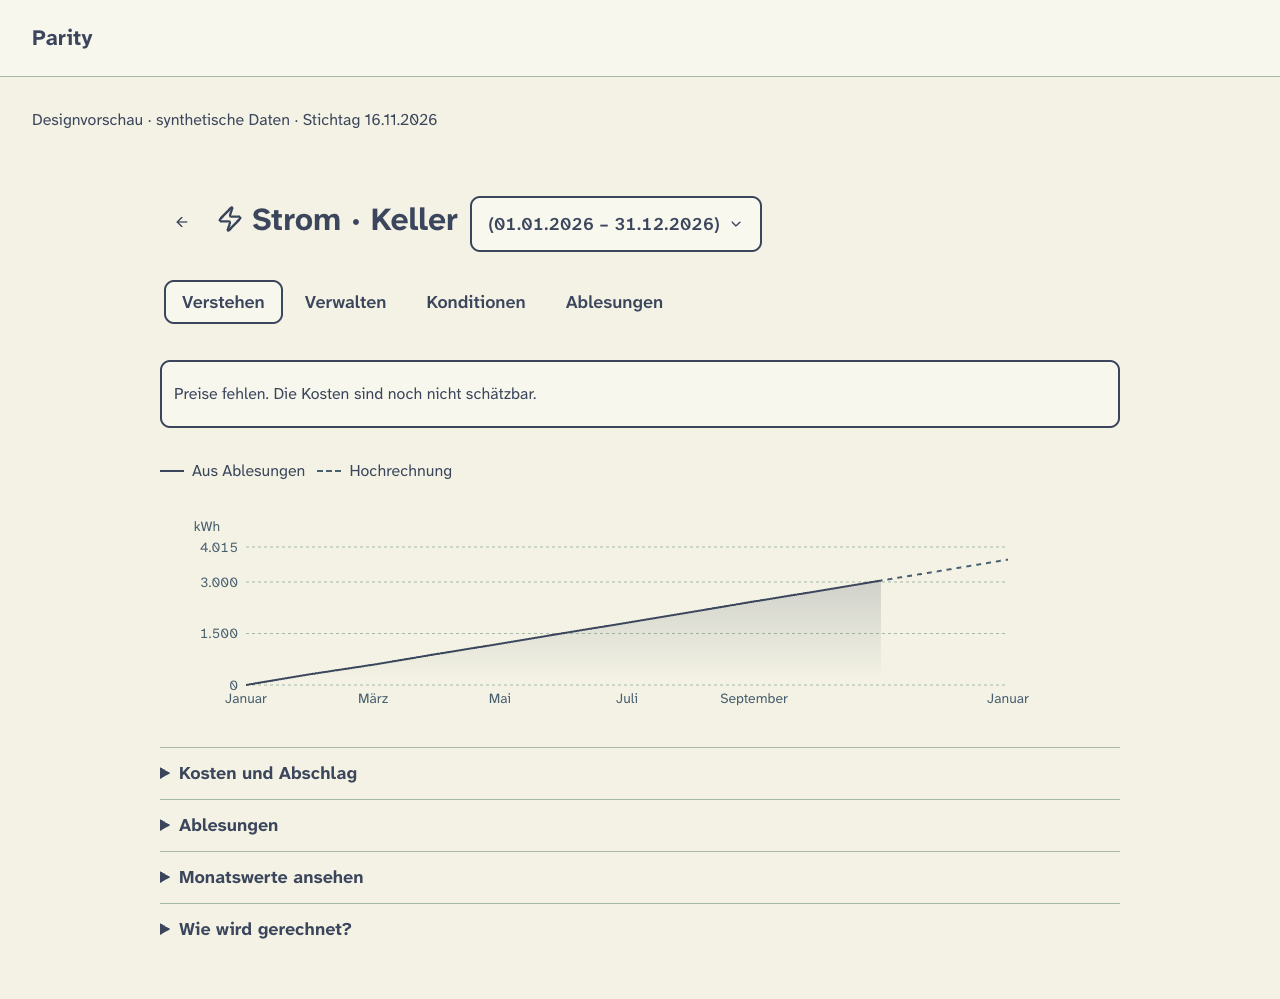 Parity
Designvorschau · synthetische Daten · Stichtag 16.11.2026
Strom · Keller (01.01.2026 – 31.12.2026)
Verstehen Verwalten Konditionen Ablesungen
Preise fehlen. Die Kosten sind noch nicht schätzbar.
Aus Ablesungen Hochrechnung
kWh
4.015
3.000
1.500
0
Januar März Mai Juli September Januar
Kosten und Abschlag
Ablesungen
Monatswerte ansehen
Wie wird gerechnet?